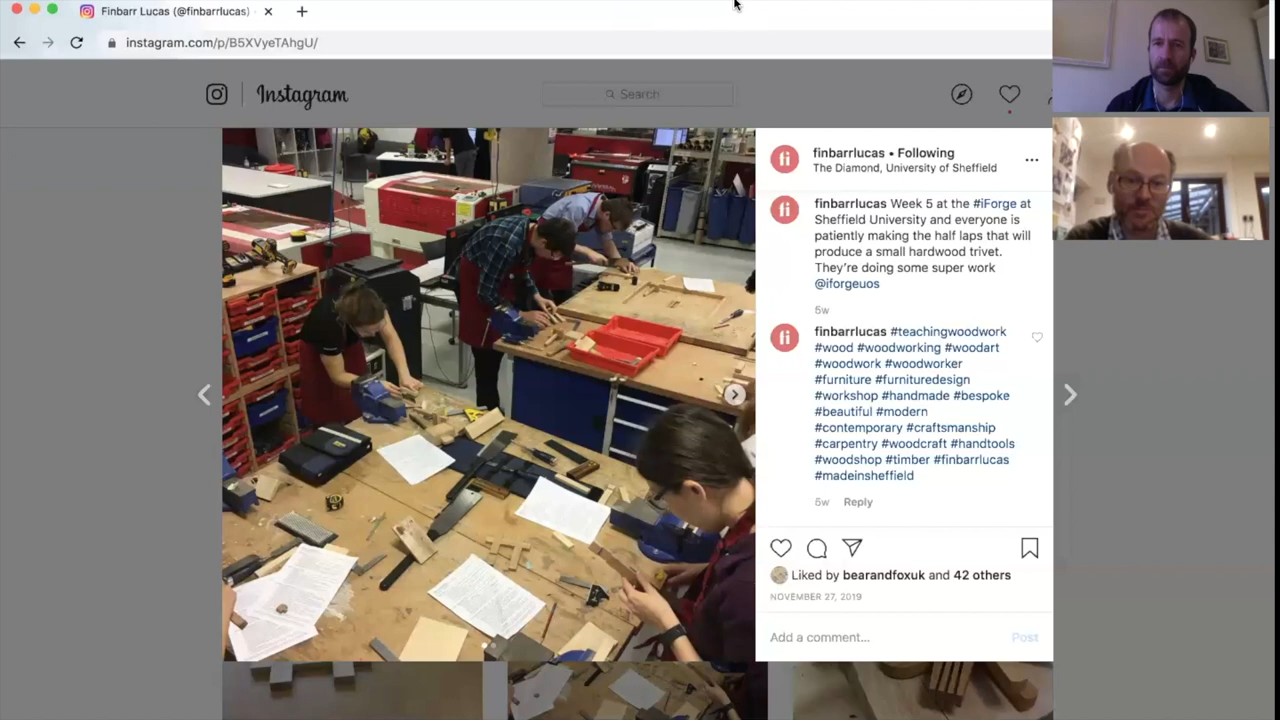 Finbarr Lucas (@finbarrlucas)
instagram.com/p/B5XVyeTAhgU/
Instagram
Search
fi
finbarrlucas • Following
The Diamond, University of Sheffield
fi
finbarrlucas Week 5 at the #iForge at
Sheffield University and everyone is
patiently making the half laps that will
produce a small hardwood trivet.
They're doing some super work
@iforgeuos
5w
fi
finbarrlucas #teachingwoodwork
#wood #woodworking #woodart
#woodwork #woodworker
#furniture #furnituredesign
#workshop #handmade #bespoke
#beautiful #modern
#contemporary #craftsmanship
#carpentry #woodcraft #handtools
#woodshop #timber #finbarrlucas
#madeinsheffield
5w Reply
Liked by bearandfoxuk and 42 others
NOVEMBER 27, 2019
Add a comment... Post